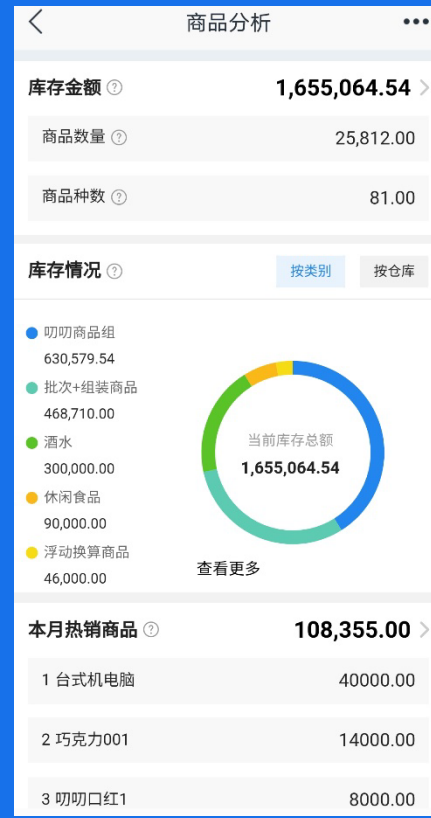 商品分析
库存金额 ? 1,655,064.54
商品数量 ? 25,812.00
商品种数 ? 81.00
库存情况 ? 按类别 按仓库
叨叨商品组
630,579.54
批次+组装商品
468,710.00
酒水
300,000.00
休闲食品
90,000.00
浮动换算商品
46,000.00
当前库存总额
1,655,064.54
查看更多
本月热销商品 ? 108,355.00
1 台式机电脑 40000.00
2 巧克力001 14000.00
3 叨叨口红1 8000.00